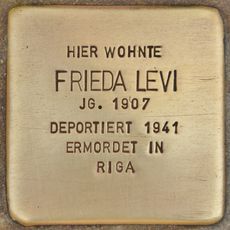 HIER WOHNTE
FRIEDA LEVI
JG. 1907
DEPORTIERT 1941
ERMORDET IN
RIGA